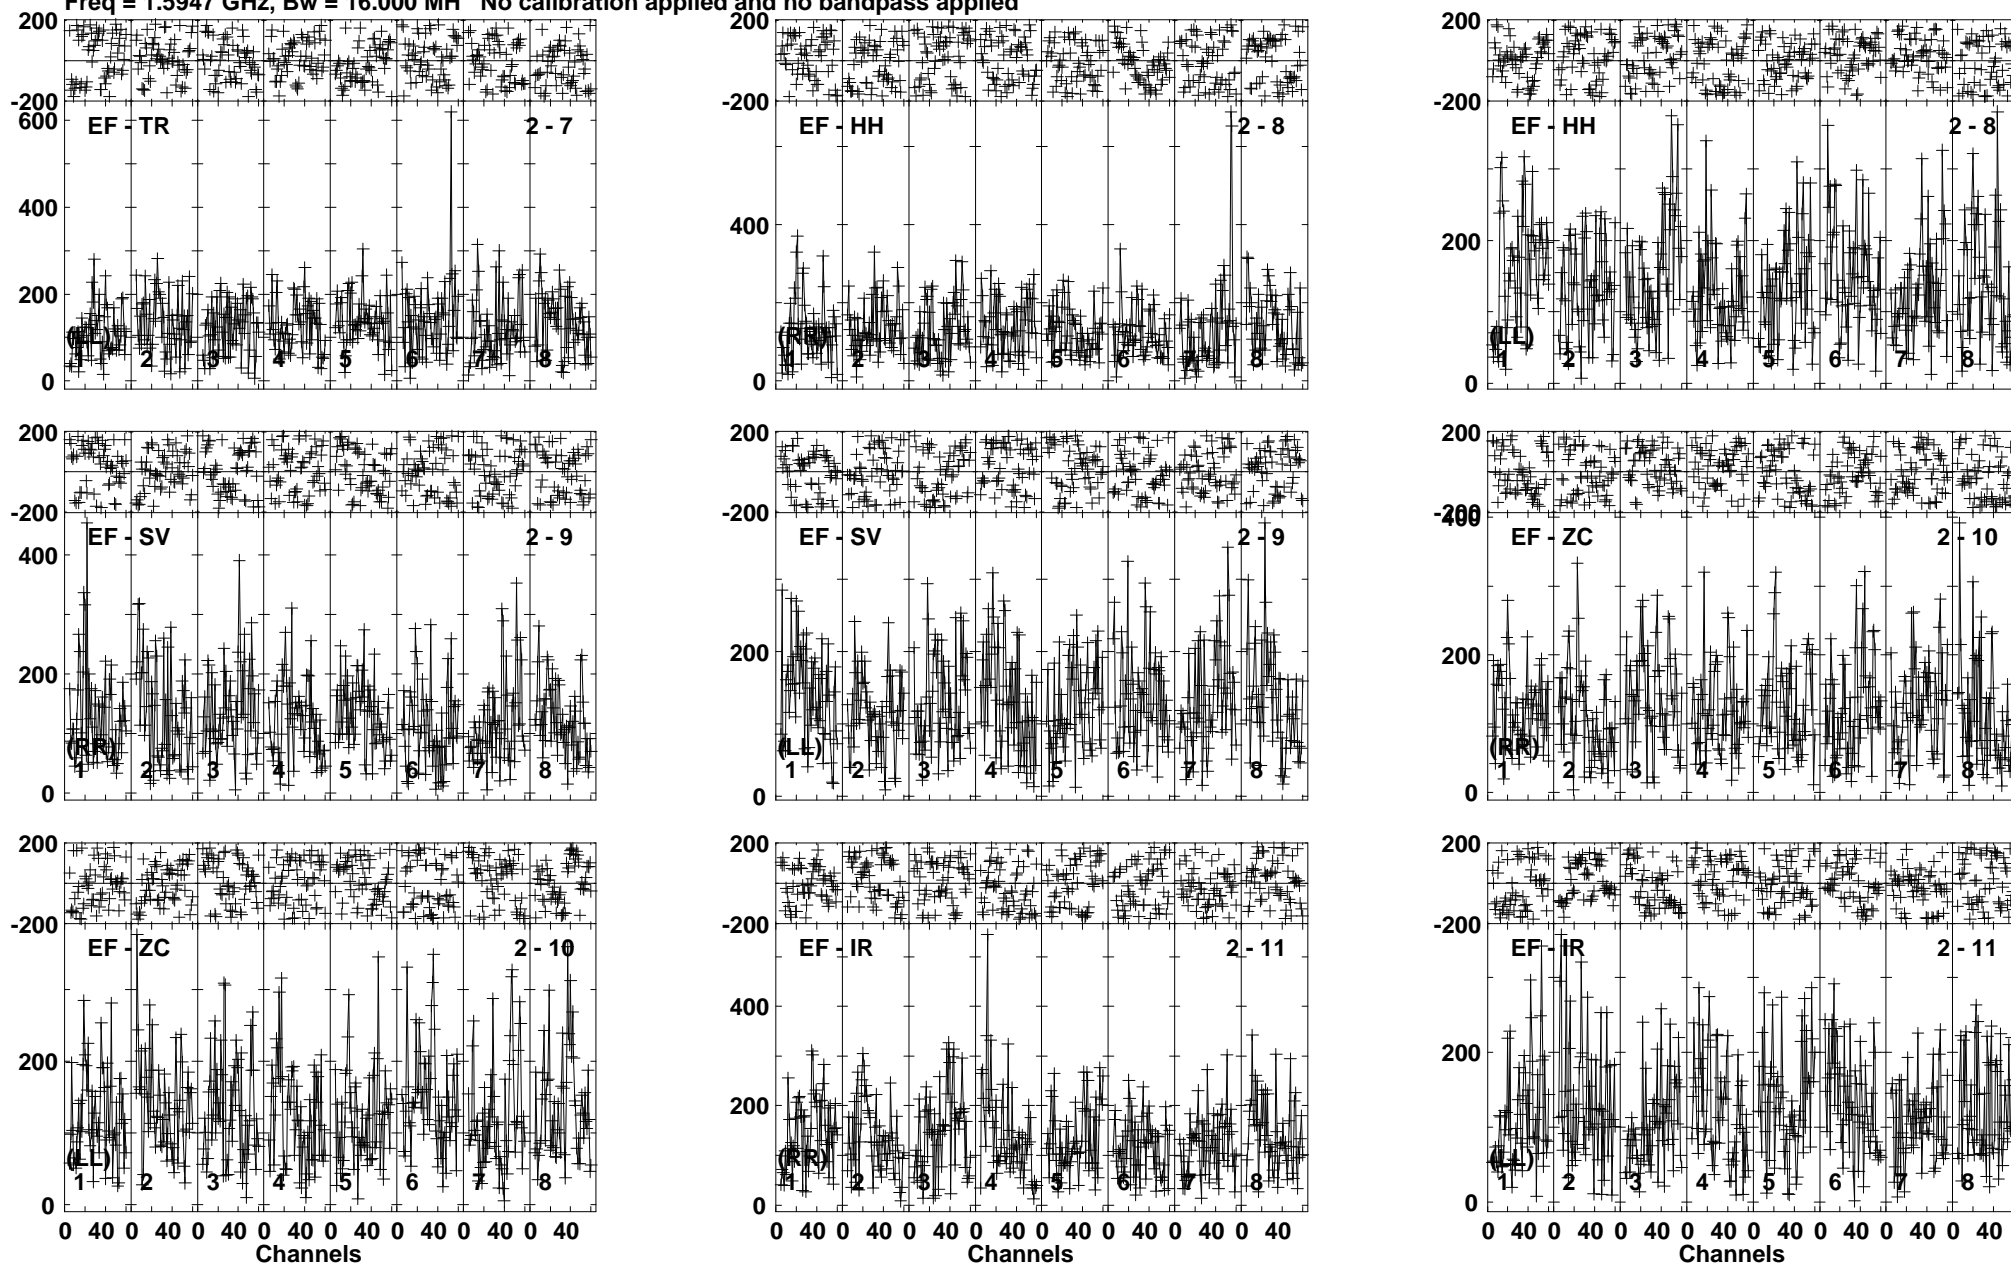 Freq = 1.5947 GHz, Bw = 16.000 MH No calibration applied and no bandpass applied
200 200 200
-200 -200 -200
600
EF - TR 2 - 7 EF - HH 2 - 8 EF - HH 2 - 8
400 400
200 200
(LL) (RR) (LL)
1 2 3 4 5 6 7 8 1 2 3 4 5 6 7 8 1 2 3 4 5 6 7 8
0 0 0
200 200 200
-200 -200 -200
400
EF - SV 2 - 9 EF - SV 2 - 9 EF - ZC 2 - 10
400
200 200 200
(RR) (LL) (RR)
1 2 3 4 5 6 7 8 1 2 3 4 5 6 7 8 1 2 3 4 5 6 7 8
0 0 0
200 200 200
-200 -200 -200
EF - ZC 2 - 10 EF - IR 2 - 11 EF - IR 2 - 11
400
200 200 200
(LL) (RR) (LL)
1 2 3 4 5 6 7 8 1 2 3 4 5 6 7 8 1 2 3 4 5 6 7 8
0 0 0
0 40 0 40 0 40 0 40 0 40 0 40 0 40 0 40 0 40 0 40 0 40 0 40 0 40 0 40 0 40 0 40 0 40 0 40 0 40 0 40 0 40 0 40 0 40 0 40
Channels Channels Channels